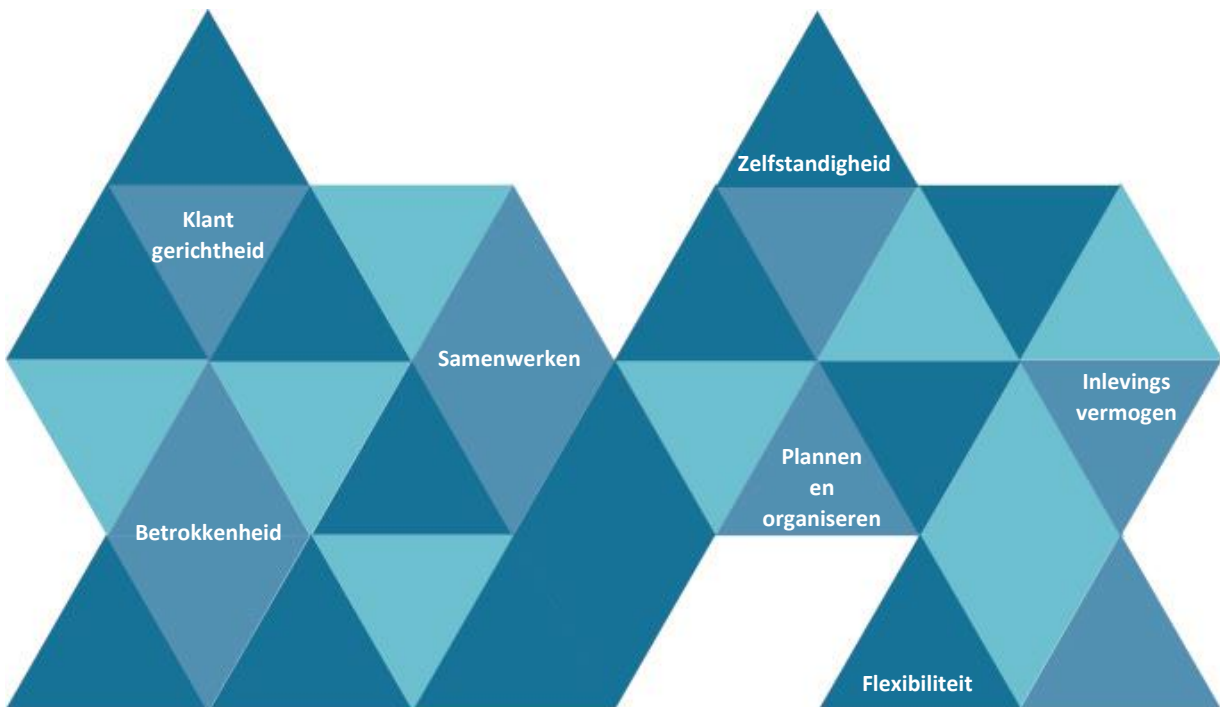 Zelfstandigheid
Klant
gerichtheid
Samenwerken
Inlevings
vermogen
Plannen
en
organiseren
Betrokkenheid
Flexibiliteit